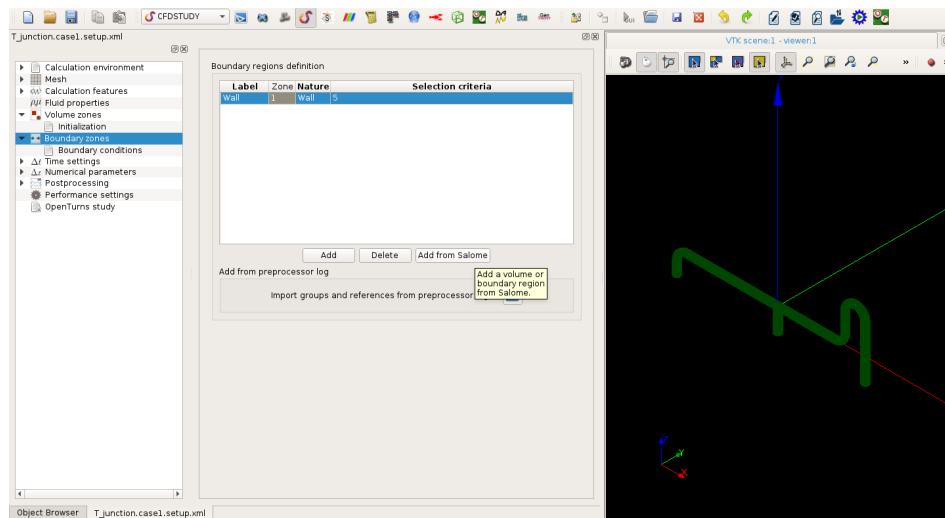 CFDSTUDY
T_junction.case1.setup.xml
VTK scene:1 - viewer:1
Calculation environment
Mesh
Calculation features
Fluid properties
Volume zones
Initialization
Boundary zones
Boundary conditions
Δt Time settings
Δx Numerical parameters
Postprocessing
Performance settings
OpenTurns study
Boundary regions definition
Label Zone Nature Selection criteria
Wall 1 Wall 5
Add Delete Add from Salome
Add from preprocessor log
Import groups and references from preprocessor
Add a volume or
boundary region
from Salome.
Z
Y
X
Object Browser T_junction.case1.setup.xml